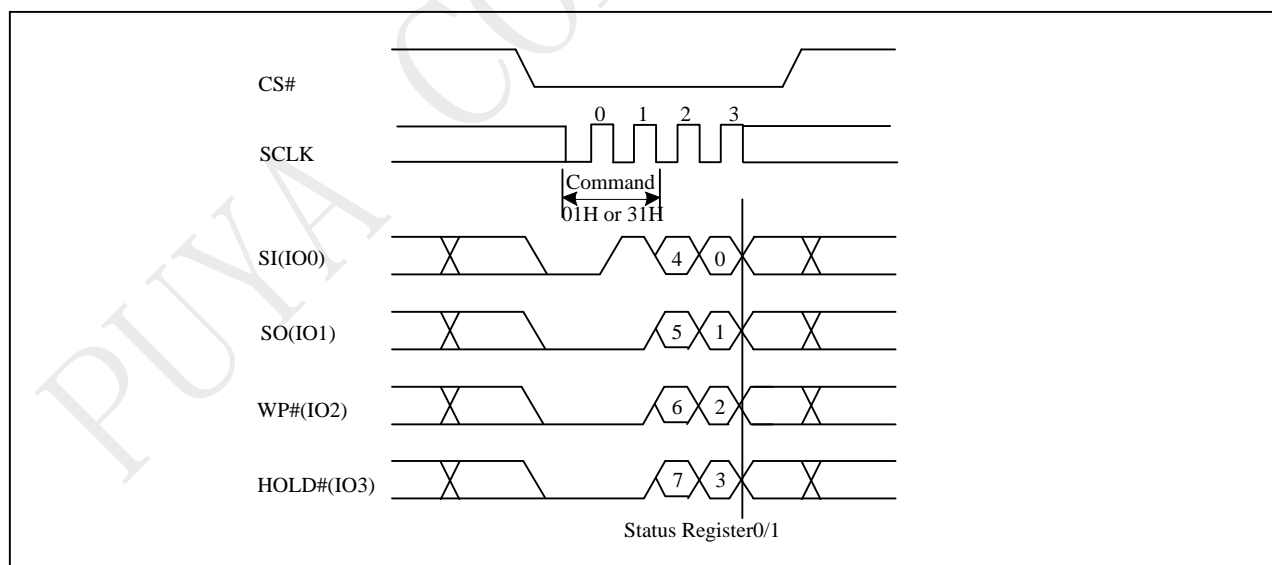 CS#
0 1 2 3
SCLK
Command
01H or 31H
SI(IO0) 4 0
SO(IO1) 5 1
WP#(IO2) 6 2
HOLD#(IO3) 7 3
Status Register0/1
PUYA